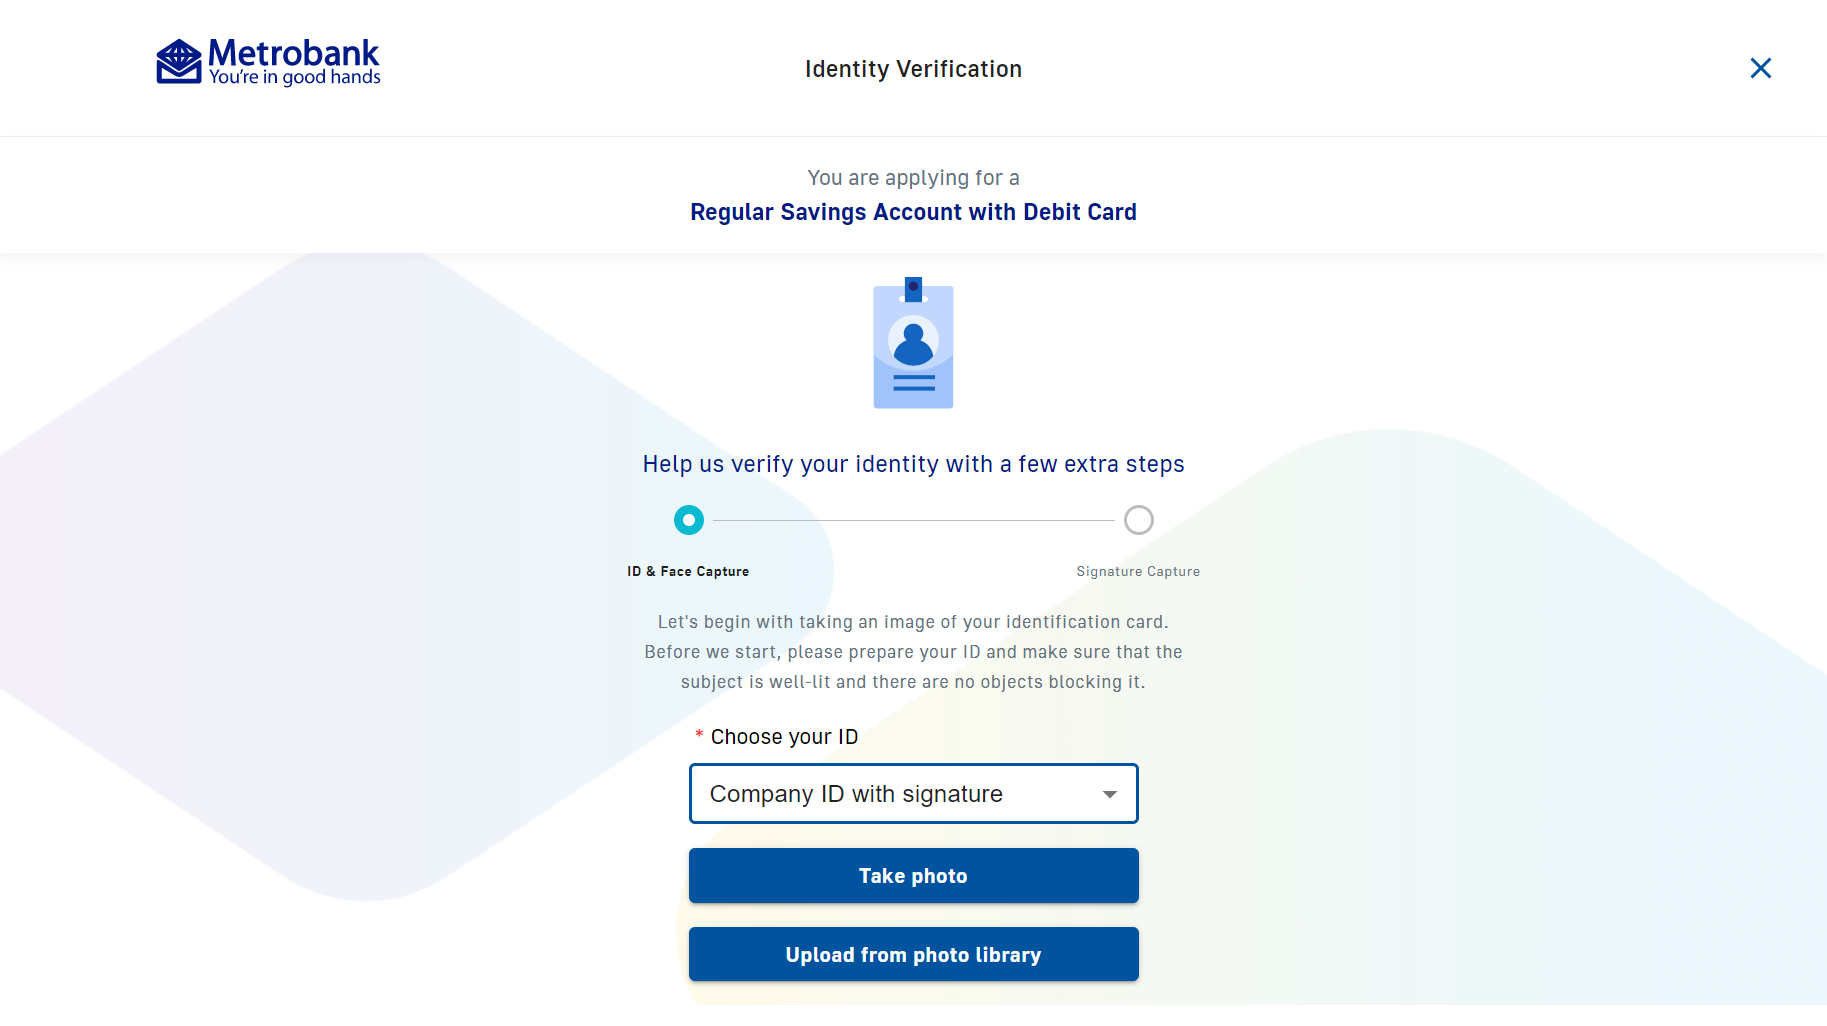 Metrobank
You're in good hands
Identity Verification
You are applying for a
Regular Savings Account with Debit Card
Help us verify your identity with a few extra steps
ID & Face Capture
Signature Capture
Let's begin with taking an image of your identification card.
Before we start, please prepare your ID and make sure that the
subject is well-lit and there are no objects blocking it.
* Choose your ID
Company ID with signature
Take photo
Upload from photo library